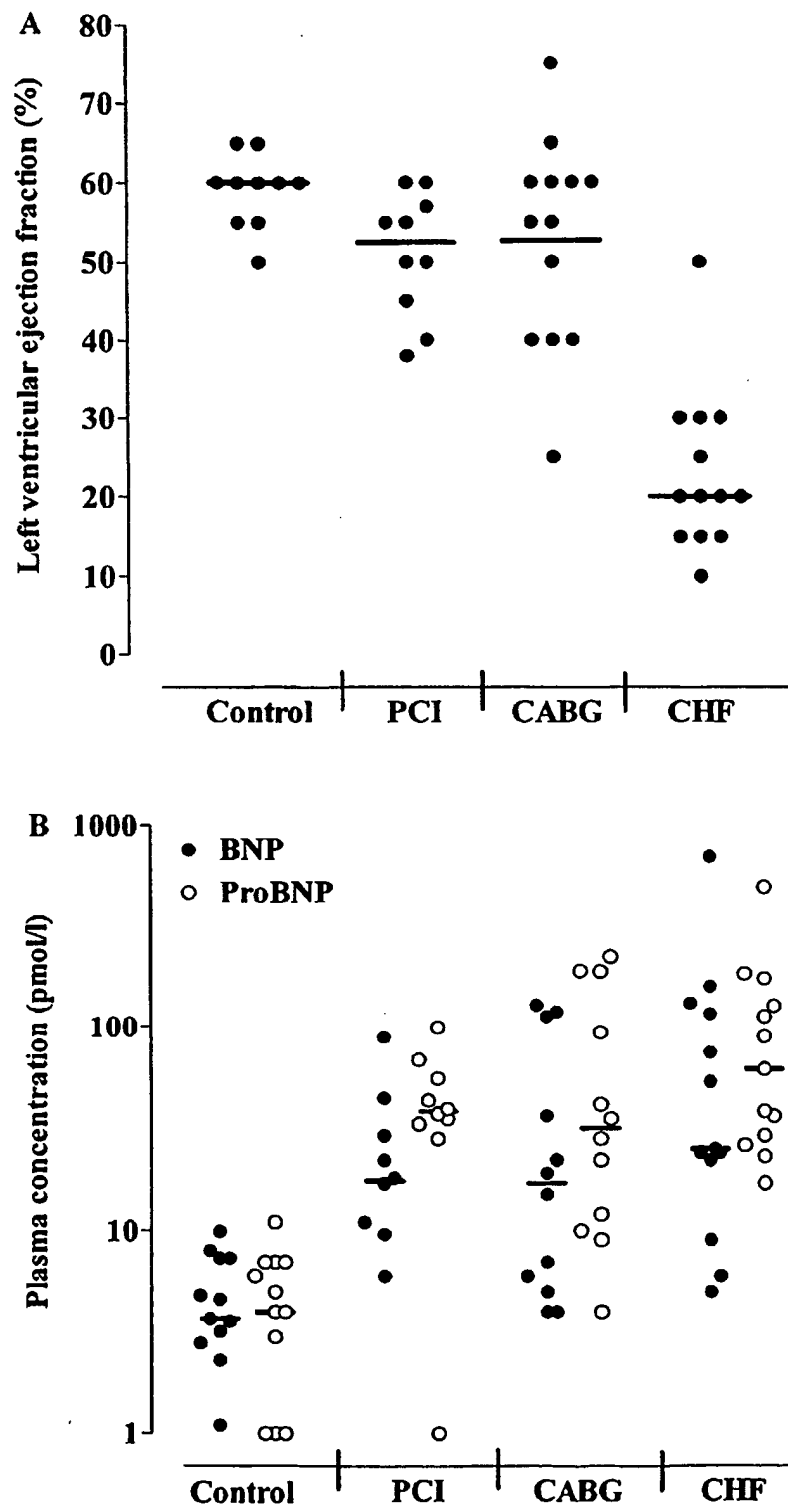 A
Left ventricular ejection fraction (%)
80
70
60
50
40
30
20
10
0
Control PCI CABG CHF
B
Plasma concentration (pmol/l)
1000
100
10
1
BNP
ProBNP
Control PCI CABG CHF